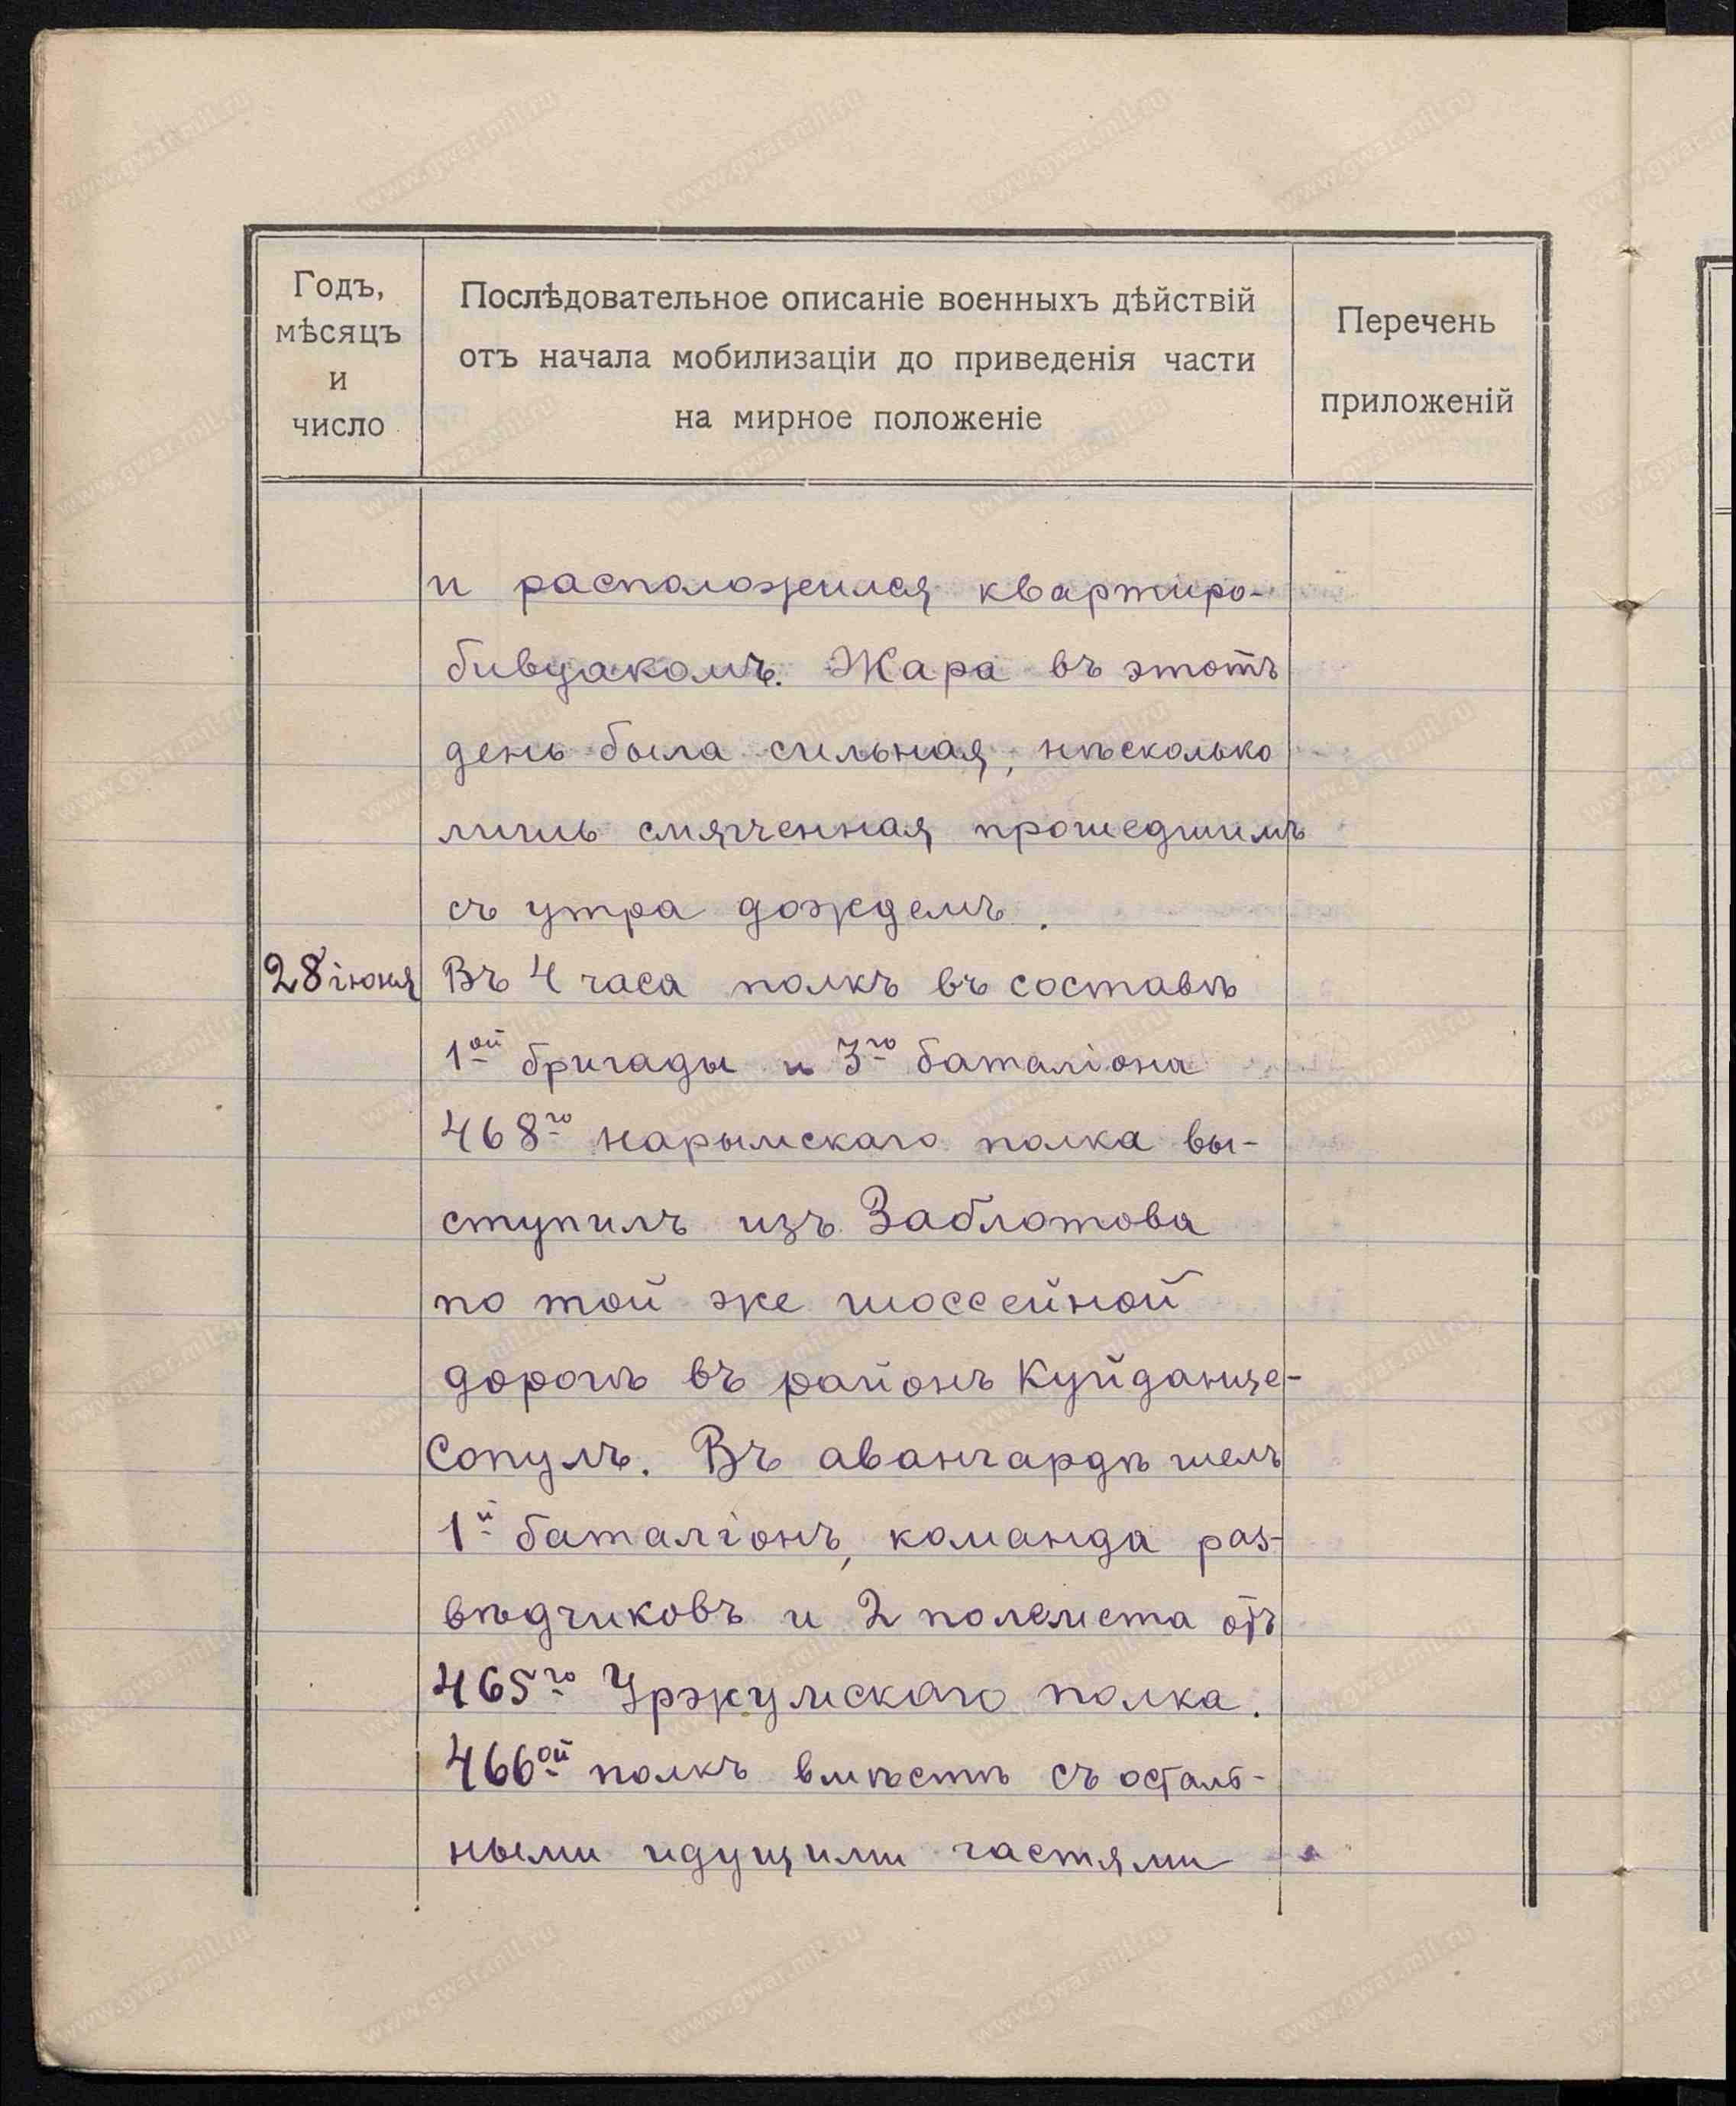 Годъ,
мѣсяцъ
и
число
Послѣдовательное описаніе военныхъ дѣйствій
отъ начала мобилизаціи до приведенія части
на мирное положеніе
Перечень
приложеній
и расположился квартиро-
бивуакомъ. Жара въ этотъ
день была сильная, нѣсколько
лишь смягченная прошедшимъ
съ утра дождемъ.
28 іюня
Въ 4 часа полкъ въ составѣ
1ой бригады и 3го баталіона
468го Нарымскаго полка вы-
ступилъ изъ Заблотова
по той же шоссейной
дорогѣ въ районъ Куйданце-
Сопулъ. Въ авангардѣ шелъ
1й баталіонъ, команда раз-
вѣдчиковъ и 2 полемета отъ
465го Уржумскаго полка.
466ой полкъ вмѣстѣ съ осталь-
ными идущими частями